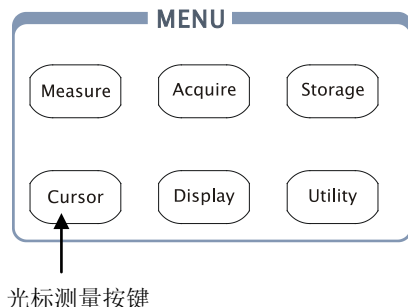 MENU
Measure Acquire Storage
Cursor Display Utility
光标测量按键